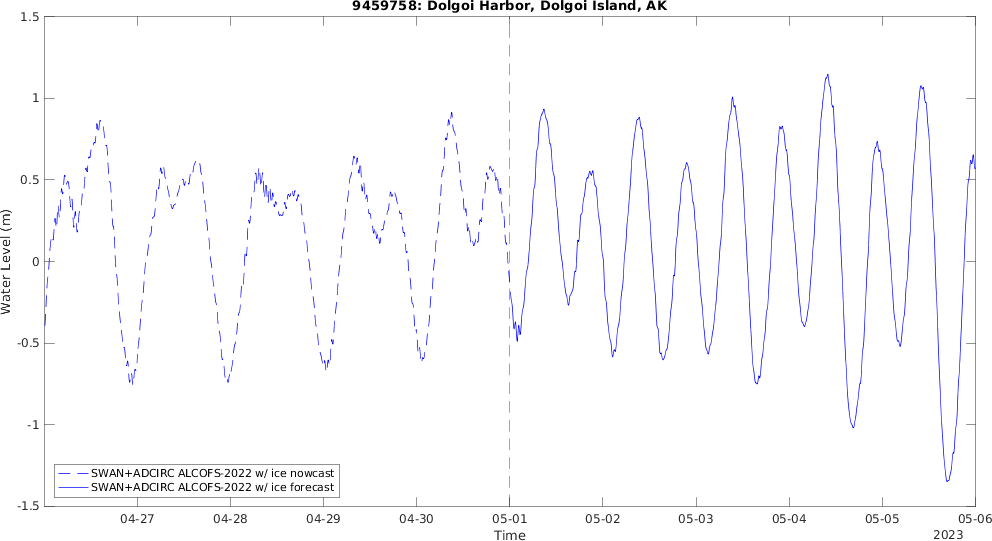 9459758: Dolgoi Harbor, Dolgoi Island, AK
1.5
1
0.5
0
-0.5
-1
-1.5
Water Level (m)
SWAN+ADCIRC ALCOFS-2022 w/ ice nowcast
SWAN+ADCIRC ALCOFS-2022 w/ ice forecast
04-27 04-28 04-29 04-30 05-01 05-02 05-03 05-04 05-05 05-06
Time
2023